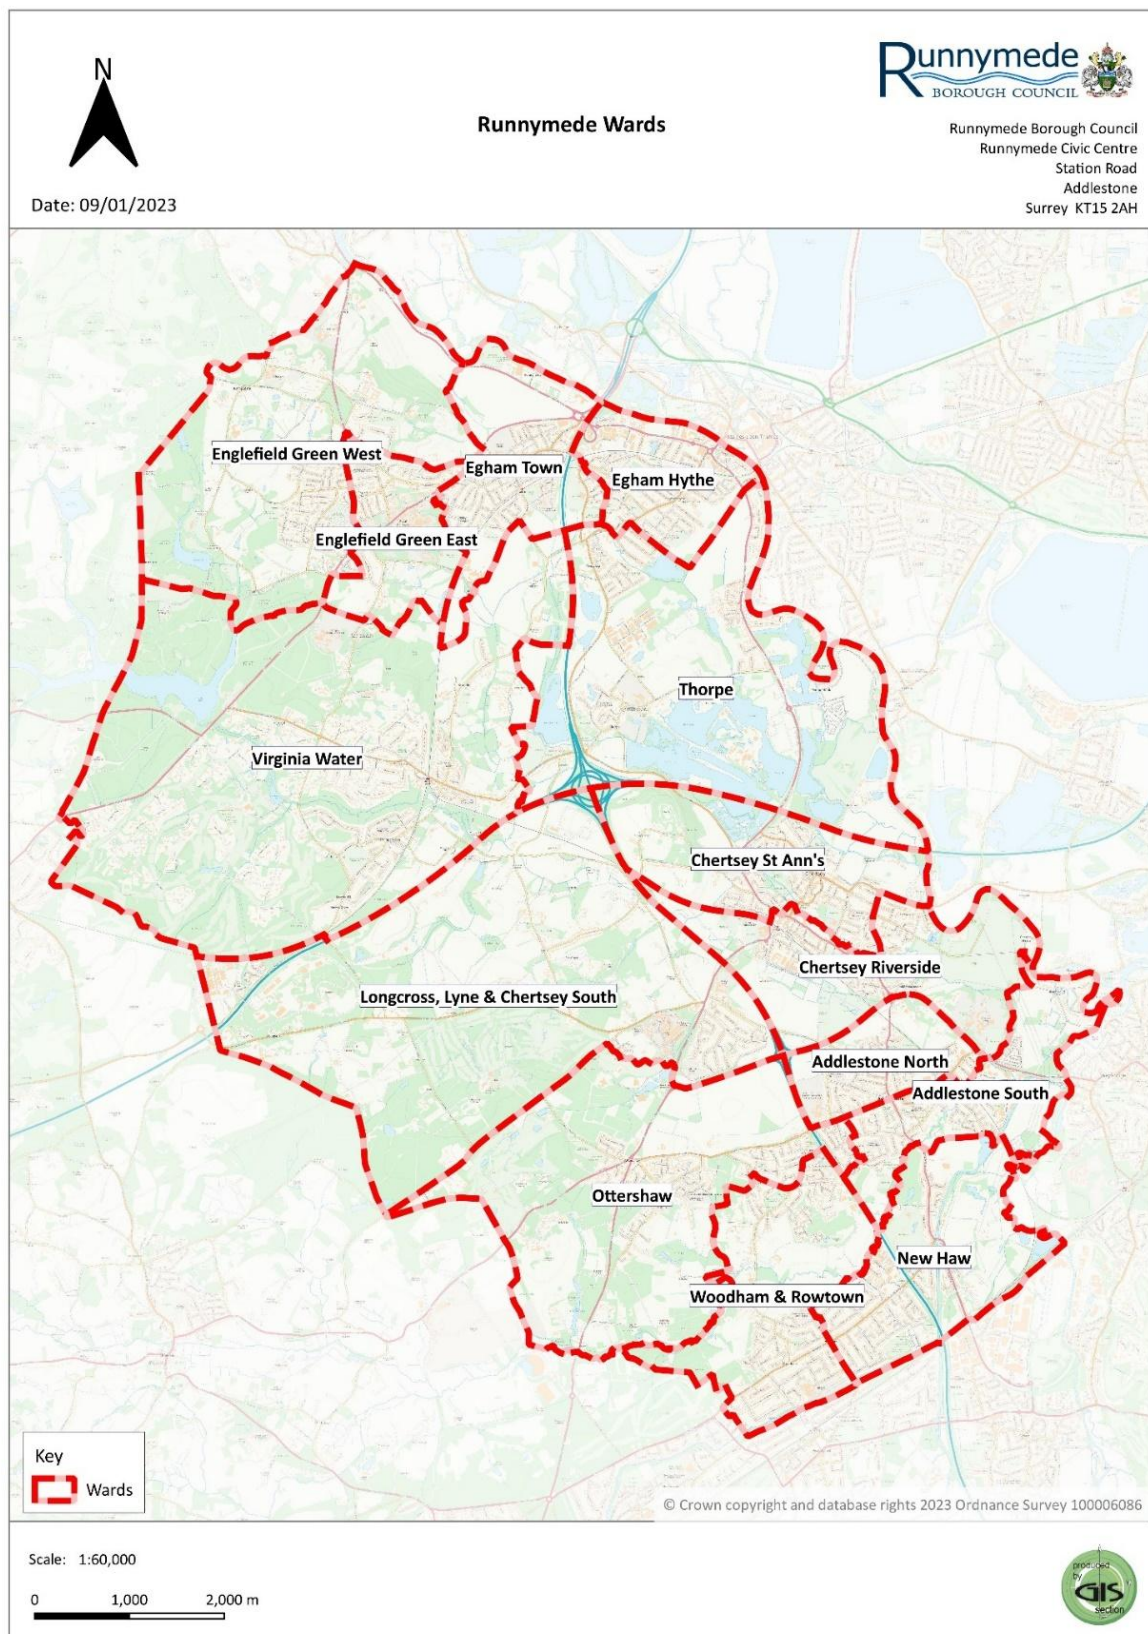 N
Date: 09/01/2023
Runnymede Wards
Runnymede
BOROUGH COUNCIL
Runnymede Borough Council
Runnymede Civic Centre
Station Road
Addlestone
Surrey KT15 2AH
Englefield Green West
Egham Town
Egham Hythe
Englefield Green East
Thorpe
Virginia Water
Chertsey St Ann's
Chertsey Riverside
Longcross, Lyne & Chertsey South
Addlestone North
Addlestone South
Ottershaw
New Haw
Woodham & Rowtown
Key
Wards
© Crown copyright and database rights 2023 Ordnance Survey 100006086
Scale: 1:60,000
0 1,000 2,000 m
produced
by
GIS
section